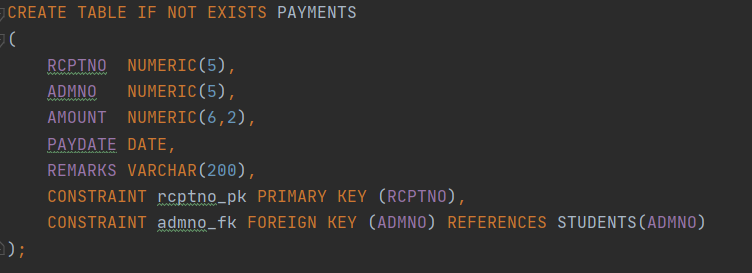 CREATE TABLE IF NOT EXISTS PAYMENTS
(
RCPTNO NUMERIC(5),
ADMNO NUMERIC(5),
AMOUNT NUMERIC(6,2),
PAYDATE DATE,
REMARKS VARCHAR(200),
CONSTRAINT rcptno_pk PRIMARY KEY (RCPTNO),
CONSTRAINT admno_fk FOREIGN KEY (ADMNO) REFERENCES STUDENTS(ADMNO)
);